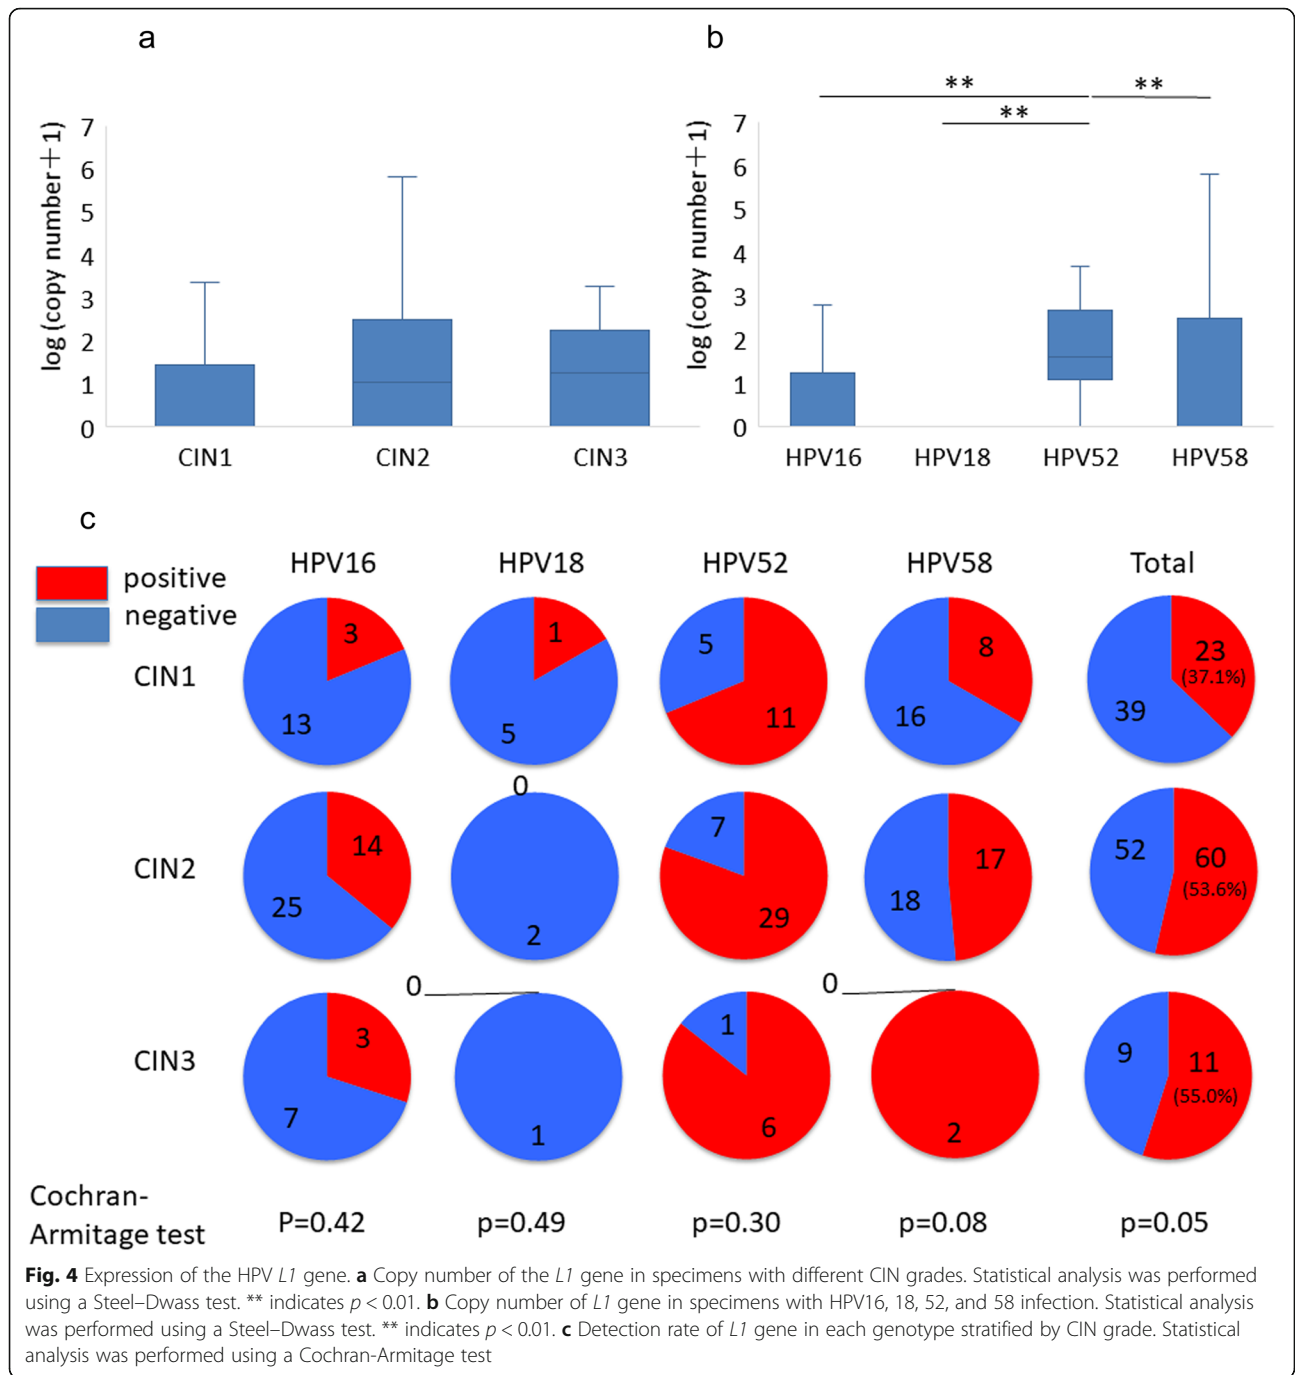 a
log (copy number+1)
7
6
5
4
3
2
1
0
CIN1 CIN2 CIN3
b
** **
**
log (copy number+1)
7
6
5
4
3
2
1
0
HPV16 HPV18 HPV52 HPV58
c
positive
negative
HPV16 HPV18 HPV52 HPV58 Total
CIN1
3 13
1 5
5 11
8 16
23 (37.1%) 39
CIN2
14 25
0 2
7 29
17 18
52 60 (53.6%)
CIN3
3 7
0 1
1 6
0 2
9 11 (55.0%)
Cochran-
Armitage test P=0.42 p=0.49 p=0.30 p=0.08 p=0.05
Fig. 4 Expression of the HPV L1 gene. a Copy number of the L1 gene in specimens with different CIN grades. Statistical analysis was performed
using a Steel–Dwass test. ** indicates p < 0.01. b Copy number of L1 gene in specimens with HPV16, 18, 52, and 58 infection. Statistical analysis
was performed using a Steel–Dwass test. ** indicates p < 0.01. c Detection rate of L1 gene in each genotype stratified by CIN grade. Statistical
analysis was performed using a Cochran-Armitage test